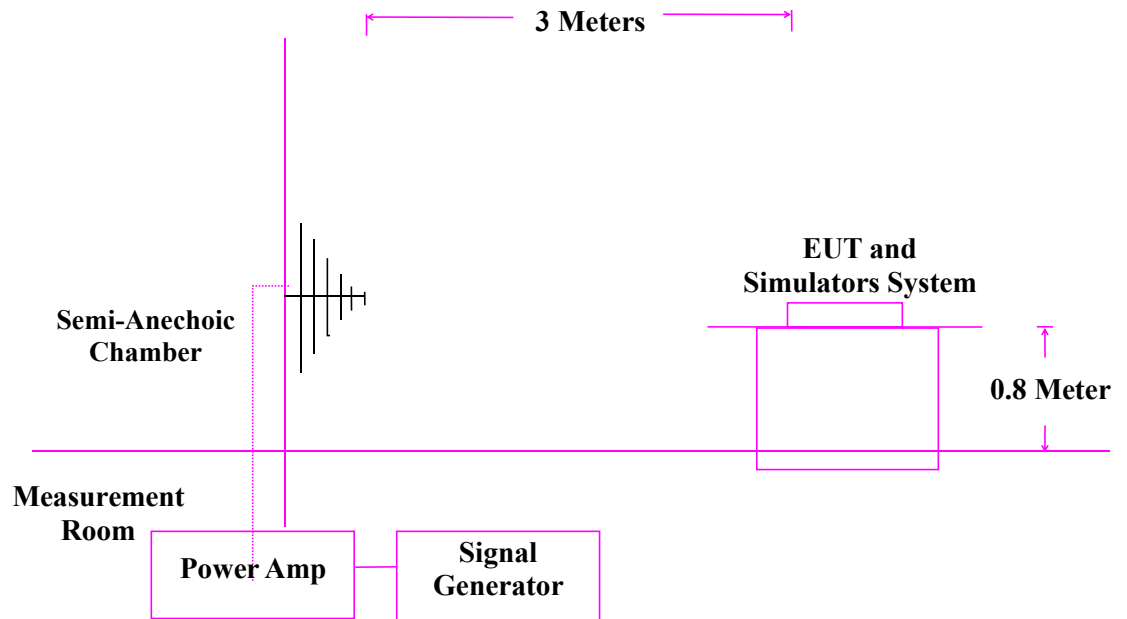 3 Meters
EUT and
Simulators System
Semi-Anechoic
Chamber
0.8 Meter
Measurement
Room
Power Amp
Signal
Generator